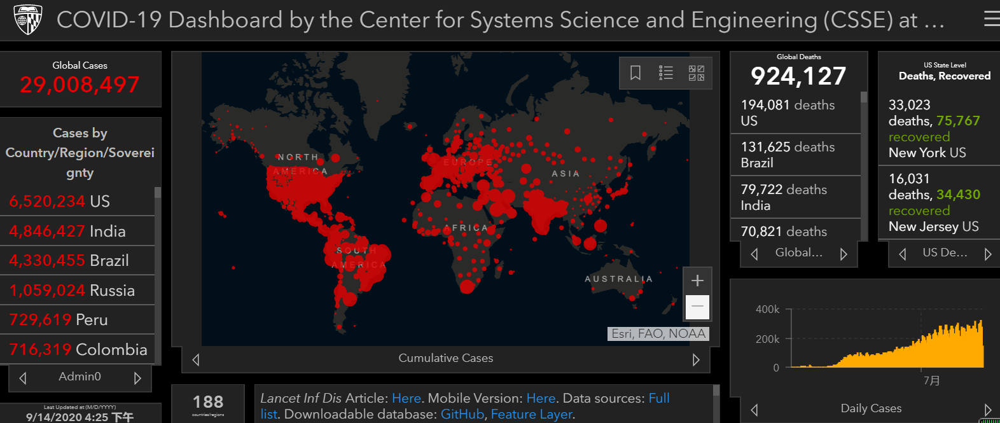 COVID-19 Dashboard by the Center for Systems Science and Engineering (CSSE) at ...
Global Cases
29,008,497
Cases by
Country/Region/Soverei
gnty
6,520,234 US
4,846,427 India
4,330,455 Brazil
1,059,024 Russia
729,619 Peru
716,319 Colombia
Admin0
Last Updated at (M/D/YYYY)
9/14/2020 4:25 下午
NORTH
AMERICA
EUROPE
ASIA
AFRICA
SOUTH
AMERICA
AUSTRALIA
Esri, FAO, NOAA
Cumulative Cases
188
countries/regions
Lancet Inf Dis Article: Here. Mobile Version: Here. Data sources: Full
list. Downloadable database: GitHub, Feature Layer.
Global Deaths
924,127
194,081 deaths
US
131,625 deaths
Brazil
79,722 deaths
India
70,821 deaths
Global...
US State Level
Deaths, Recovered
33,023
deaths, 75,767
recovered
New York US
16,031
deaths, 34,430
recovered
New Jersey US
US De...
400k
200k
0
7月
Daily Cases